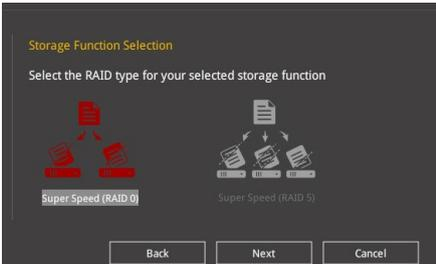 Storage Function Selection
Select the RAID type for your selected storage function
Super Speed (RAID 0)
Super Speed (RAID 5)
Back
Next
Cancel